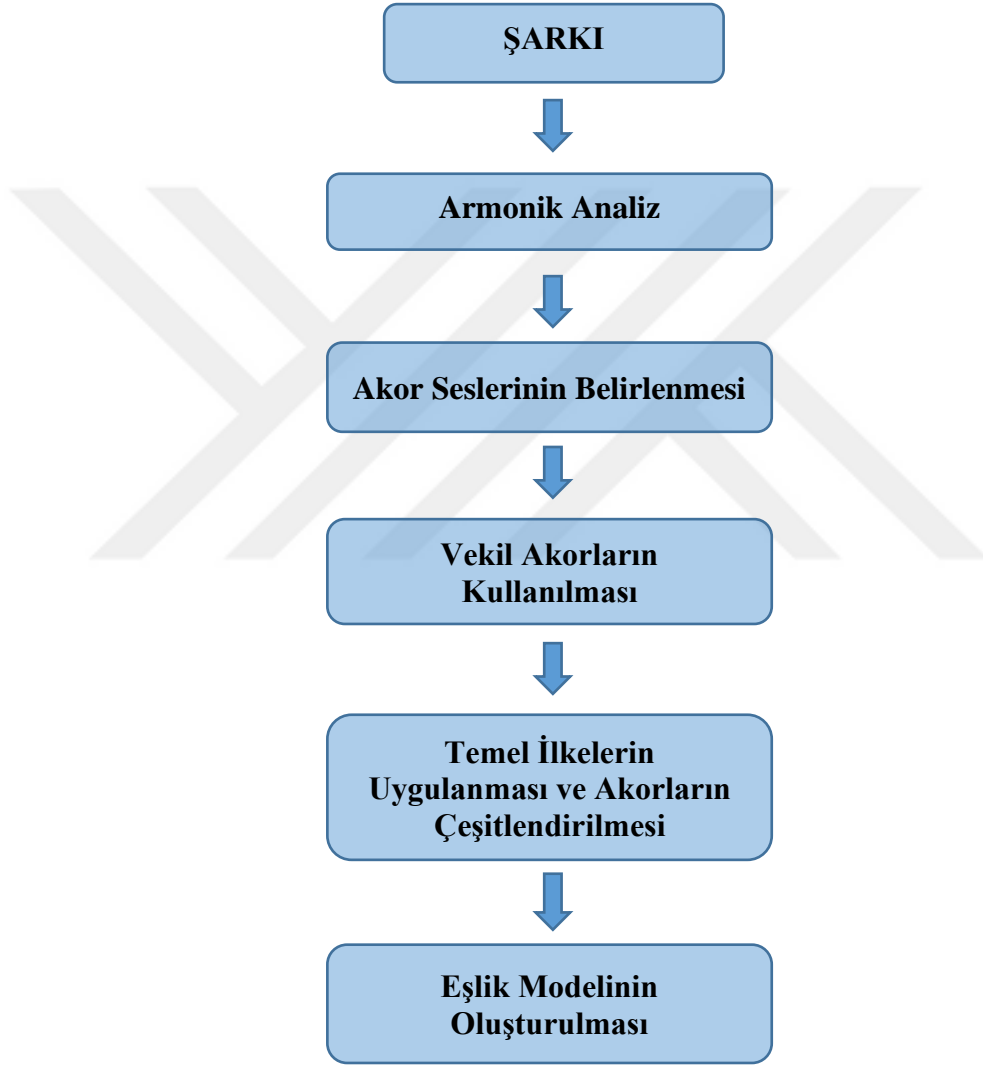 ŞARKI
Armonik Analiz
Akor Seslerinin Belirlenmesi
Vekil Akorların
Kullanılması
Temel İlkelerin
Uygulanması ve Akorların
Çeşitlendirilmesi
Eşlik Modelinin
Oluşturulması